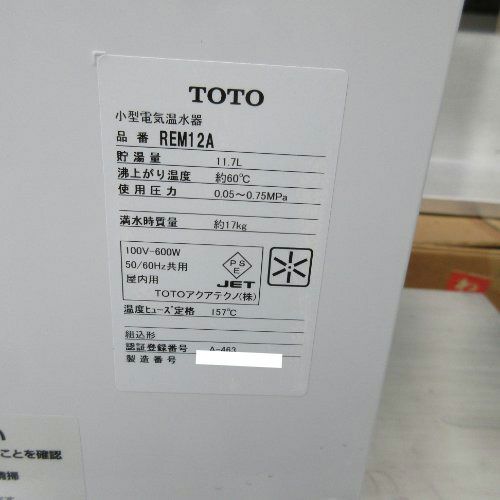 TOTO
小型電気温水器
品番 REM12A
貯湯量 11.7L
沸上がり温度 約60℃
使用圧力 0.05～0.75MPa
満水時質量 約17kg
100V-600W
50/60Hz共用
屋内用
PSE
JET
TOTOアクアテクノ(株)
温度ヒューズ定格 157℃
組込形
認証登録番号 A-463
製造番号
ことを確認
清掃